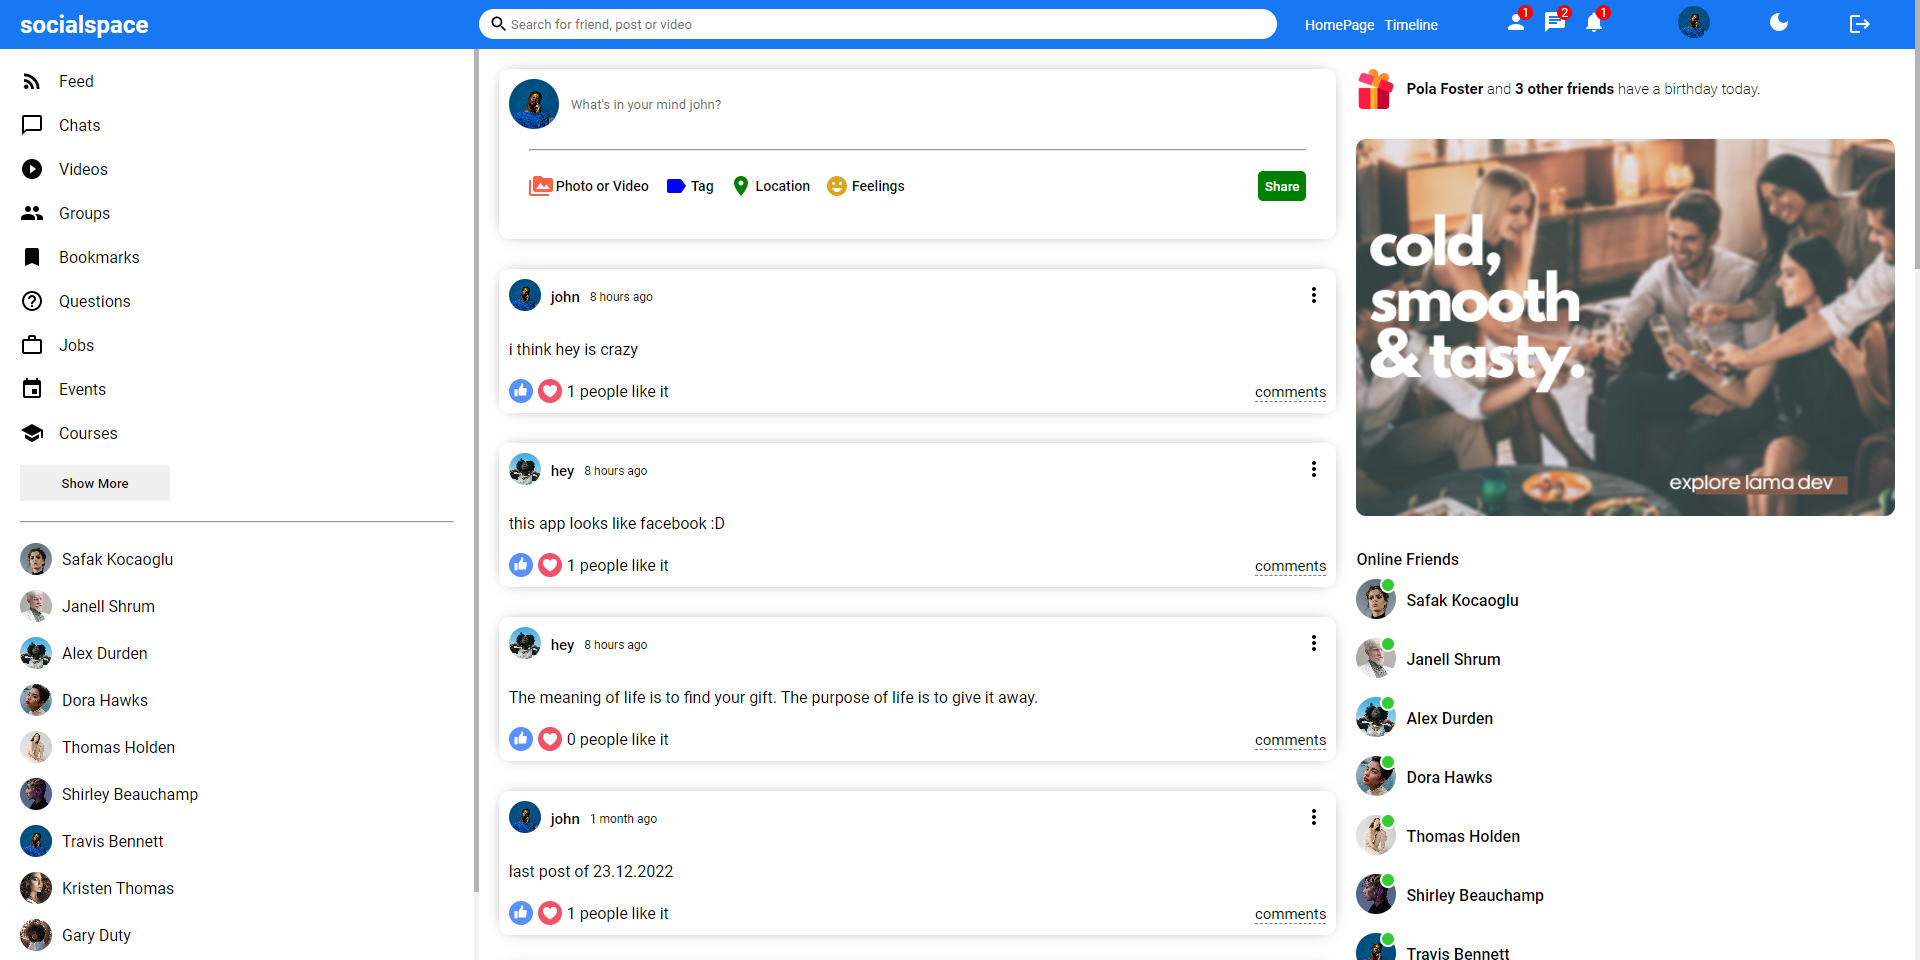 socialspace
Search for friend, post or video
HomePage Timeline
1
2
1
Feed
Chats
Videos
Groups
Bookmarks
Questions
Jobs
Events
Courses
Show More
Safak Kocaoglu
Janell Shrum
Alex Durden
Dora Hawks
Thomas Holden
Shirley Beauchamp
Travis Bennett
Kristen Thomas
Gary Duty
What's in your mind john?
Photo or Video Tag Location Feelings Share
john 8 hours ago
i think hey is crazy
1 people like it comments
hey 8 hours ago
this app looks like facebook :D
1 people like it comments
hey 8 hours ago
The meaning of life is to find your gift. The purpose of life is to give it away.
0 people like it comments
john 1 month ago
last post of 23.12.2022
1 people like it comments
Pola Foster and 3 other friends have a birthday today.
cold,
smooth
& tasty.
explore lama dev
Online Friends
Safak Kocaoglu
Janell Shrum
Alex Durden
Dora Hawks
Thomas Holden
Shirley Beauchamp
Travis Bennett